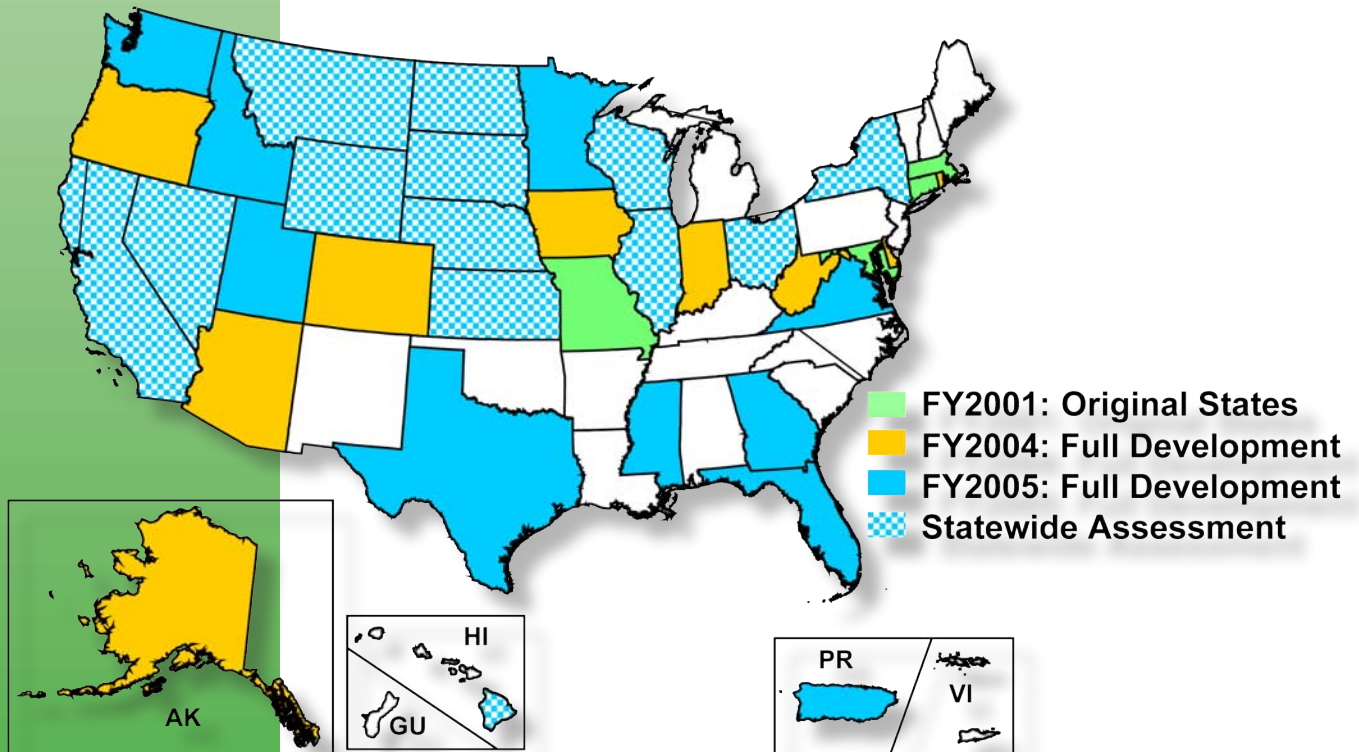 FY2001: Original States
FY2004: Full Development
FY2005: Full Development
Statewide Assessment
AK
HI
GU
PR
VI